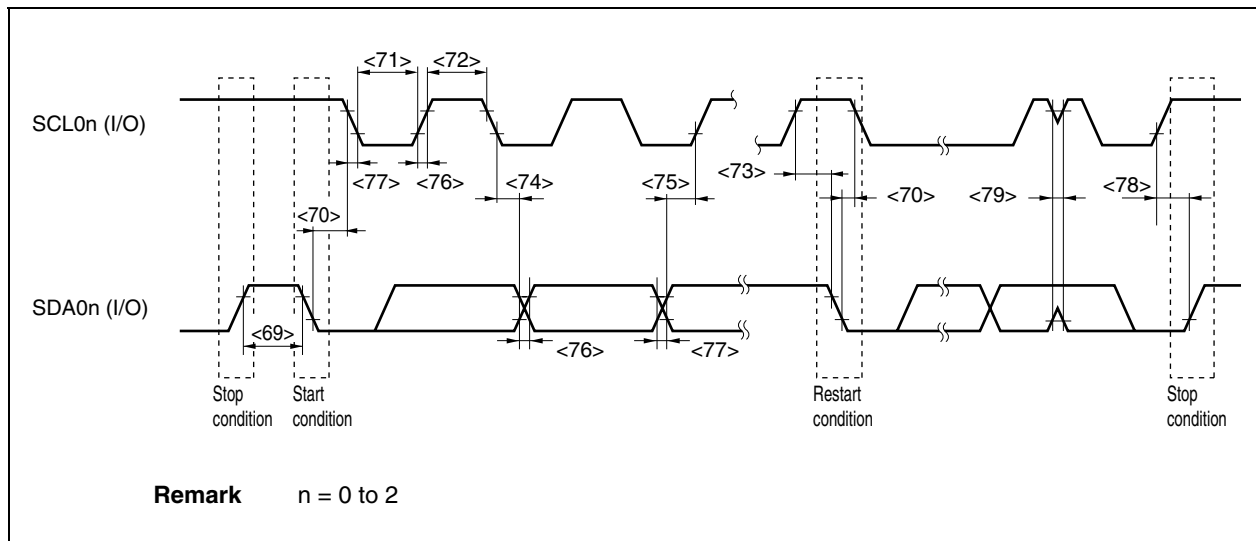 <71> <72>
SCL0n (I/O)
<77> <76> <74> <75> <73> <70> <79> <78>
<70>
SDA0n (I/O)
<69> <76> <77>
Stop condition
Start condition
Restart condition
Stop condition
Remark n = 0 to 2